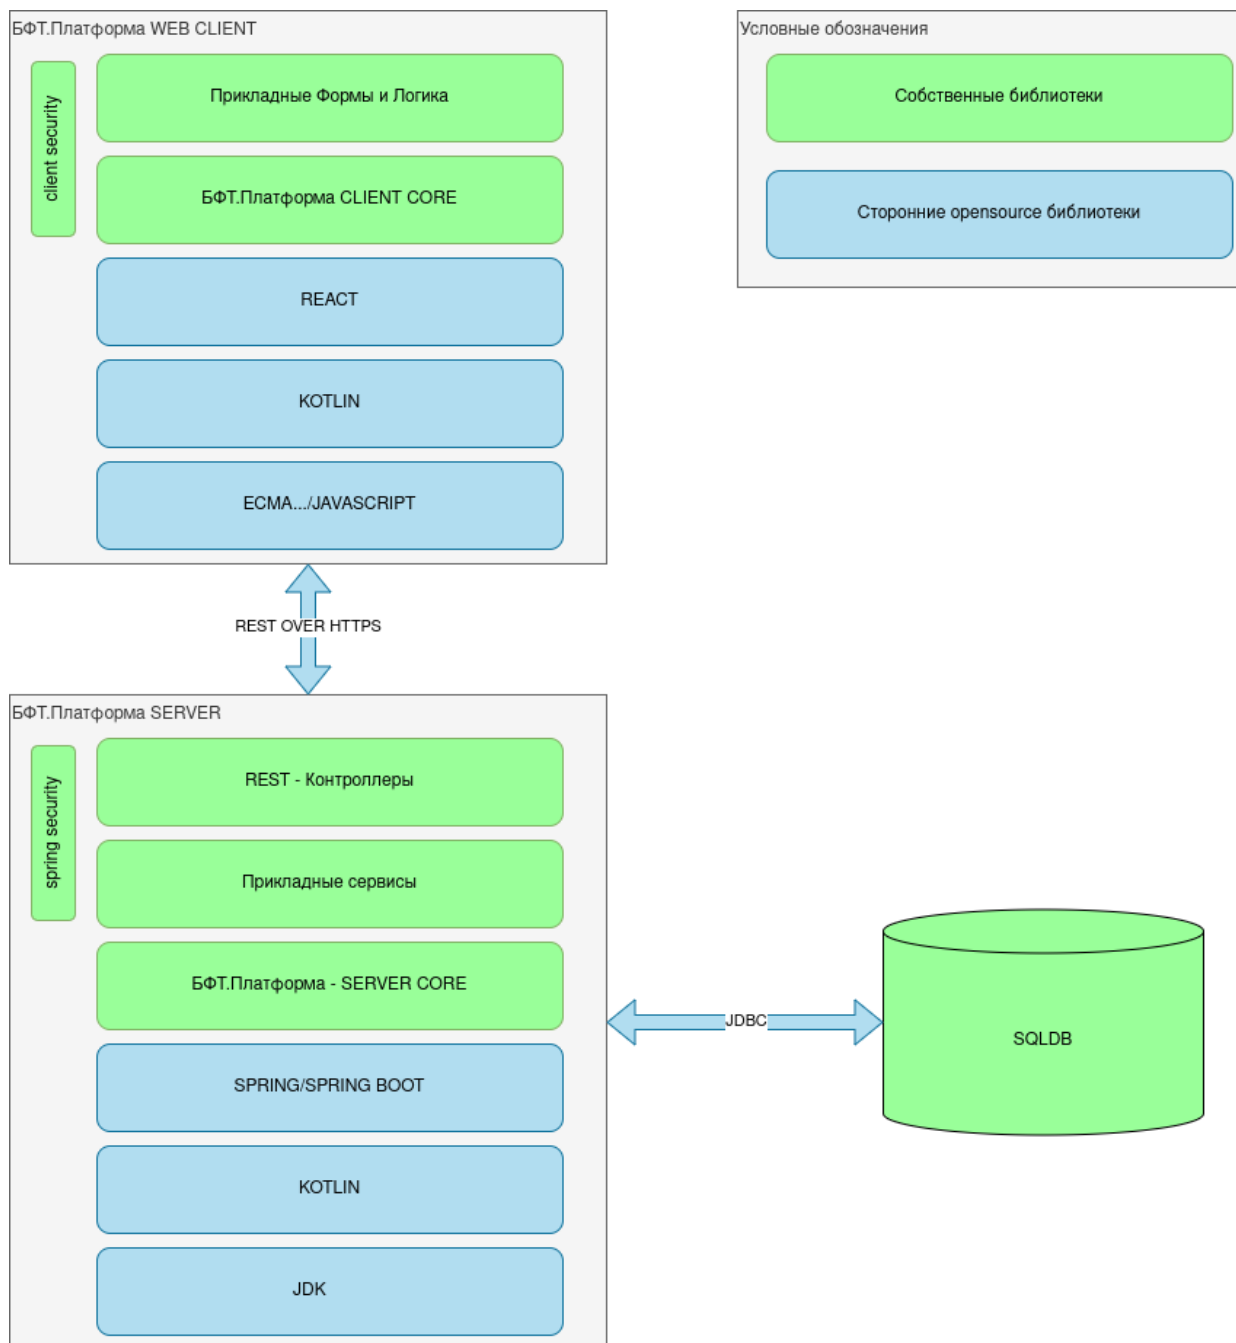 БФТ.Платформа WEB CLIENT
client security
Прикладные Формы и Логика
БФТ.Платформа CLIENT CORE
REACT
KOTLIN
ECMA.../JAVASCRIPT
Условные обозначения
Собственные библиотеки
Сторонние opensource библиотеки
REST OVER HTTPS
БФТ.Платформа SERVER
spring security
REST - Контроллеры
Прикладные сервисы
БФТ.Платформа - SERVER CORE
SPRING/SPRING BOOT
KOTLIN
JDK
JDBC
SQLDB